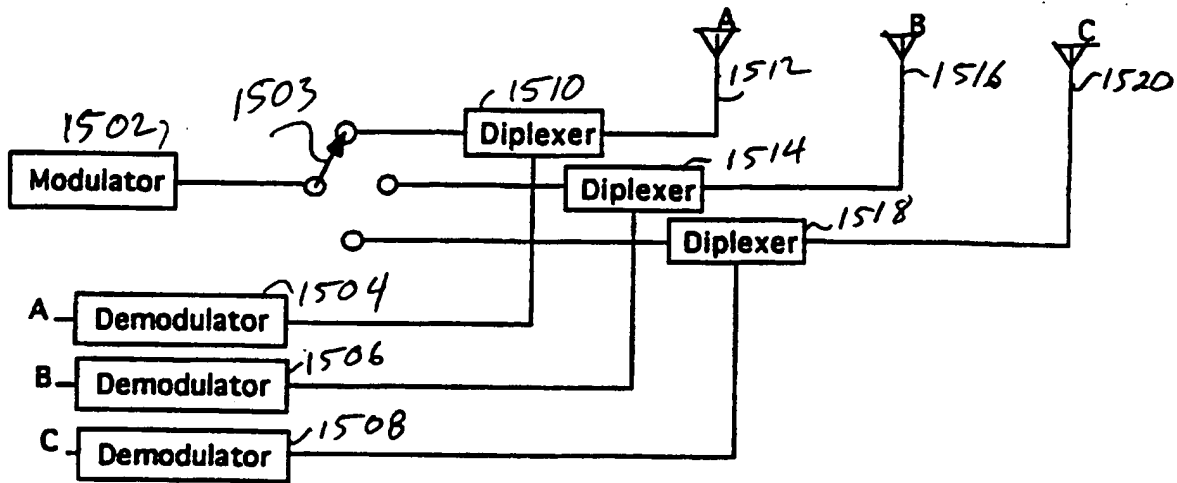 A
B
C
1512
1516
1520
1503
1510
1502
Diplexer
1514
Modulator
Diplexer
1518
Diplexer
1504
A
Demodulator
1506
B
Demodulator
1508
C
Demodulator